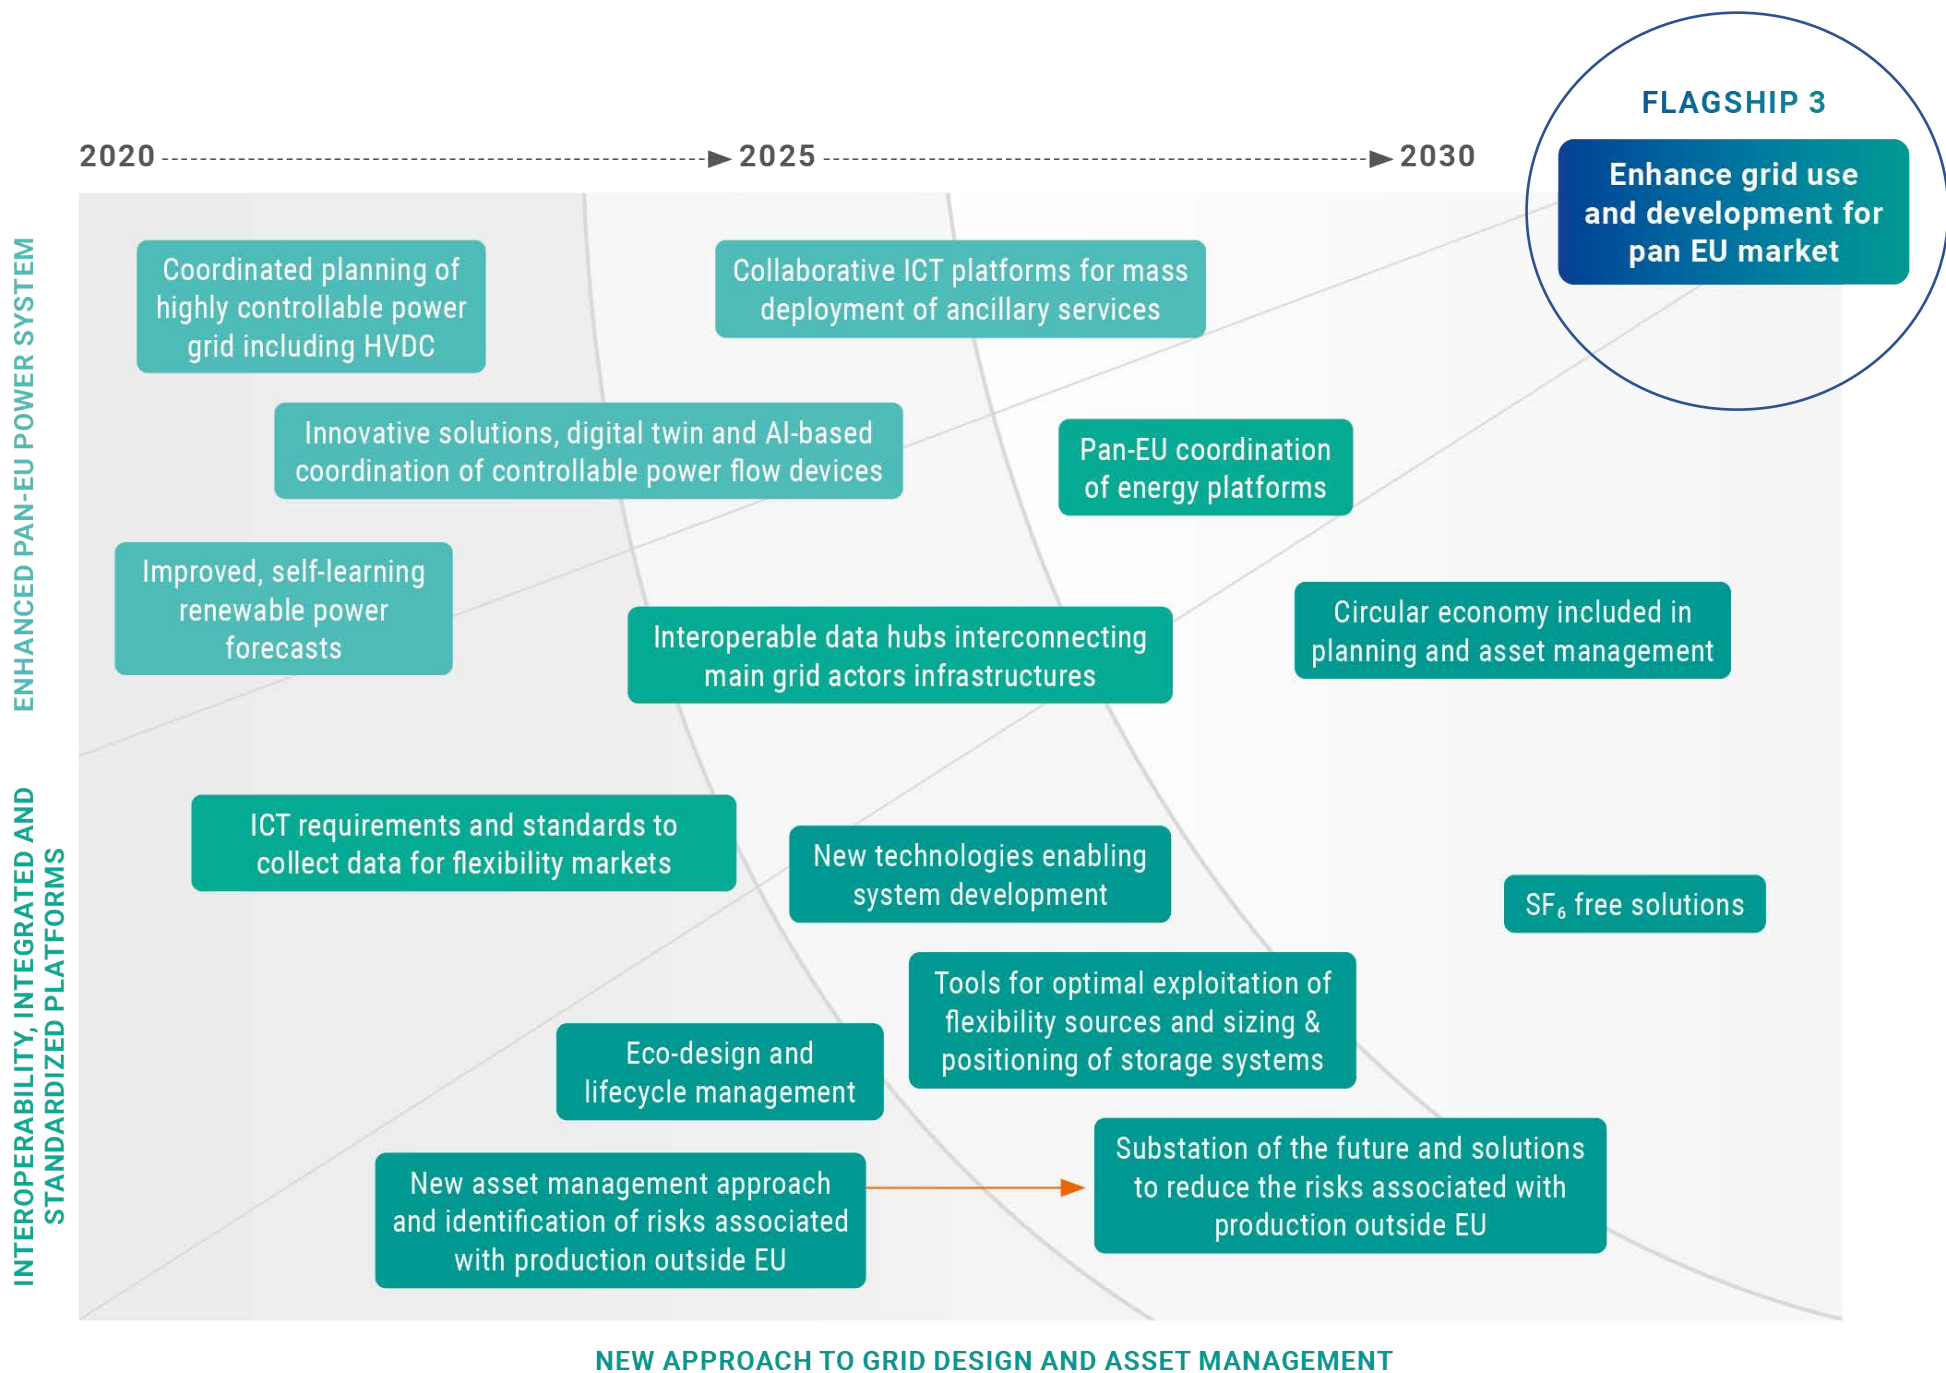 FLAGSHIP 3
Enhance grid use
and development for
pan EU market
2020
2025
2030
ENHANCED PAN-EU POWER SYSTEM
Coordinated planning of
highly controllable power
grid including HVDC
Collaborative ICT platforms for mass
deployment of ancillary services
Innovative solutions, digital twin and AI-based
coordination of controllable power flow devices
Pan-EU coordination
of energy platforms
Improved, self-learning
renewable power
forecasts
Interoperable data hubs interconnecting
main grid actors infrastructures
Circular economy included in
planning and asset management
INTEROPERABILITY, INTEGRATED AND
STANDARDIZED PLATFORMS
ICT requirements and standards to
collect data for flexibility markets
New technologies enabling
system development
SF₆ free solutions
Tools for optimal exploitation of
flexibility sources and sizing &
positioning of storage systems
Eco-design and
lifecycle management
New asset management approach
and identification of risks associated
with production outside EU
Substation of the future and solutions
to reduce the risks associated with
production outside EU
NEW APPROACH TO GRID DESIGN AND ASSET MANAGEMENT